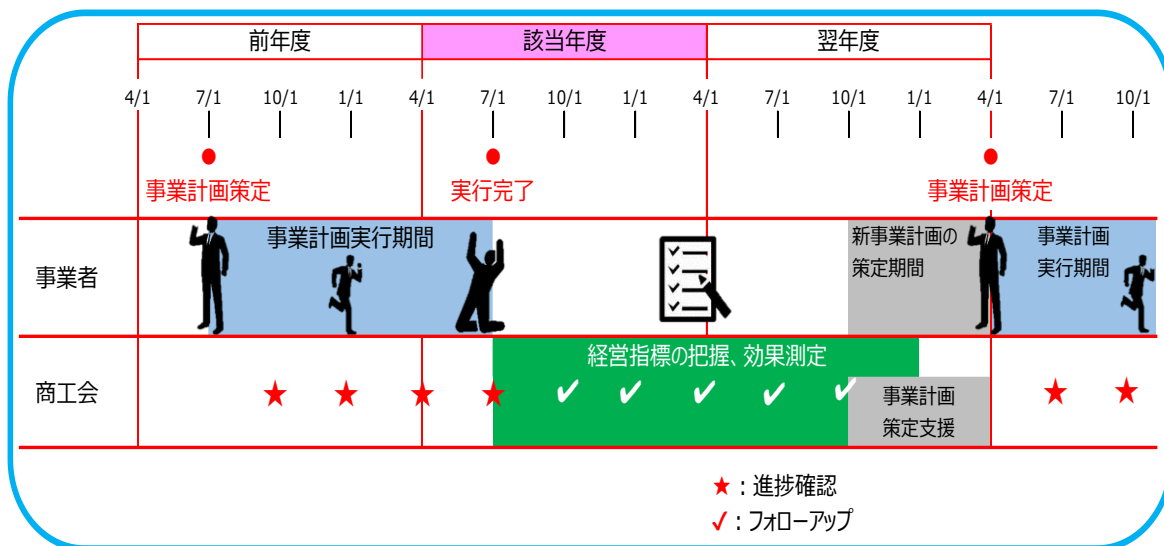 前年度 該当年度 翌年度
4/1 7/1 10/1 1/1 4/1 7/1 10/1 1/1 4/1 7/1 10/1 1/1 4/1 7/1 10/1
事業計画策定 実行完了 事業計画策定
事業者
事業計画実行期間
新事業計画の
策定期間
事業計画
実行期間
商工会
経営指標の把握、効果測定
事業計画
策定支援
★：進捗確認
✓：フォローアップ